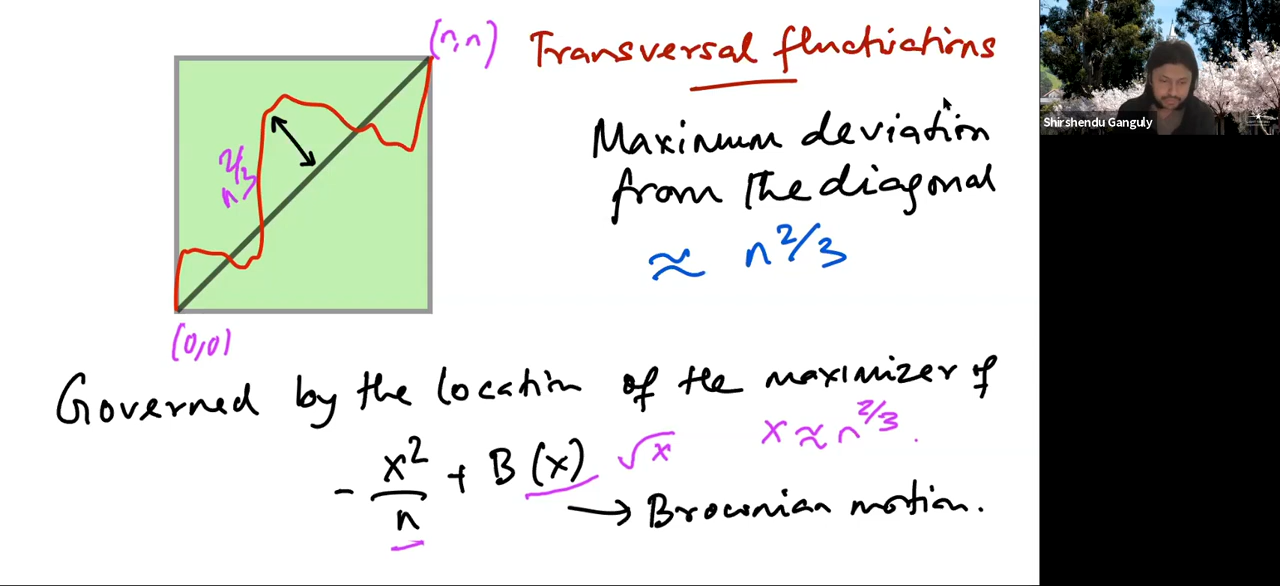 (n,n)
Transversal fluctuations
Maximum deviation
from the diagonal
≈ n^2/3
n^2/3
(0,0)
Governed by the location of the maximizer of
- x²/n + B(x) √x
x ≈ n^2/3.
→ Brownian motion.
Shirshendu Ganguly